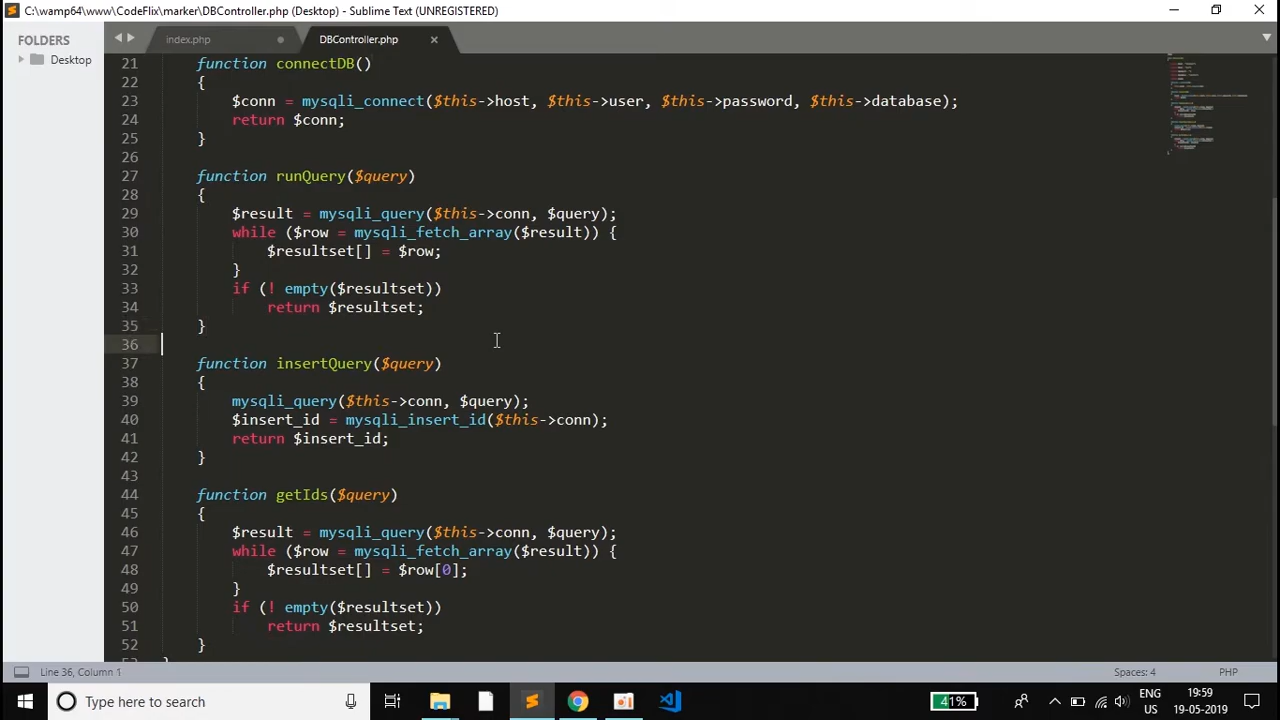 C:\wamp64\www\CodeFlix\marker\DBController.php (Desktop) - Sublime Text (UNREGISTERED)
FOLDERS
Desktop
index.php
DBController.php
21 function connectDB()
22 {
23 $conn = mysqli_connect($this->host, $this->user, $this->password, $this->database);
24 return $conn;
25 }
26
27 function runQuery($query)
28 {
29 $result = mysqli_query($this->conn, $query);
30 while ($row = mysqli_fetch_array($result)) {
31 $resultset[] = $row;
32 }
33 if (! empty($resultset))
34 return $resultset;
35 }
36
37 function insertQuery($query)
38 {
39 mysqli_query($this->conn, $query);
40 $insert_id = mysqli_insert_id($this->conn);
41 return $insert_id;
42 }
43
44 function getIds($query)
45 {
46 $result = mysqli_query($this->conn, $query);
47 while ($row = mysqli_fetch_array($result)) {
48 $resultset[] = $row[0];
49 }
50 if (! empty($resultset))
51 return $resultset;
52 }
53 }
Line 36, Column 1
Spaces: 4
PHP
Type here to search
41%
ENG
US
19:59
19-05-2019